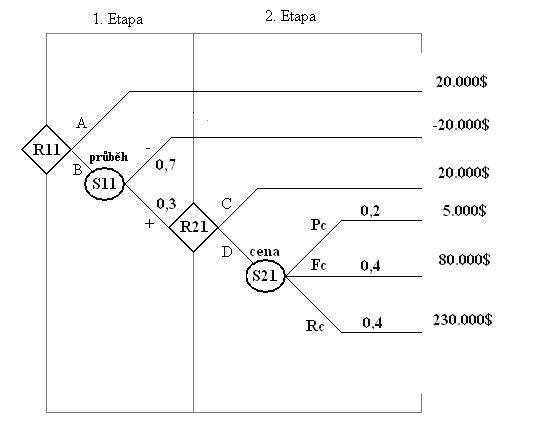 1. Etapa
2. Etapa
20.000$
A
-20.000$
R11
průběh
-
B
0,7
S11
20.000$
0,3
C
0,2
5.000$
+
R21
Pc
D
cena
Fc
0,4
80.000$
S21
Rc
0,4
230.000$